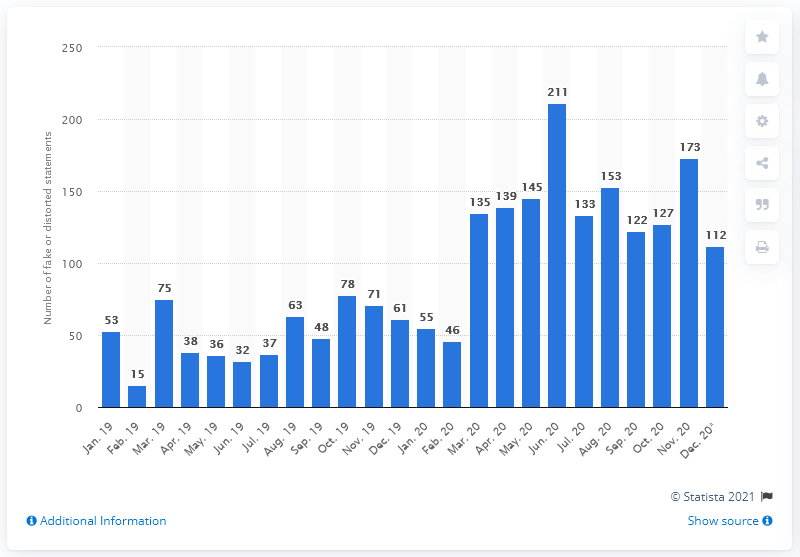 Number of fake or distorted statements
250
200
150
100
50
0
53
15
75
38
36
32
37
63
48
78
71
61
55
46
135
139
145
211
133
153
122
127
173
112
Jan. 19
Feb. 19
Mar. 19
Apr. 19
May. 19
Jun. 19
Jul. 19
Aug. 19
Sep. 19
Oct. 19
Nov. 19
Dec. 19
Jan. 20
Feb. 20
Mar. 20
Apr. 20
May. 20
Jun. 20
Jul. 20
Aug. 20
Sep. 20
Oct. 20
Nov. 20
Dec. 20*
© Statista 2021
Additional Information
Show source